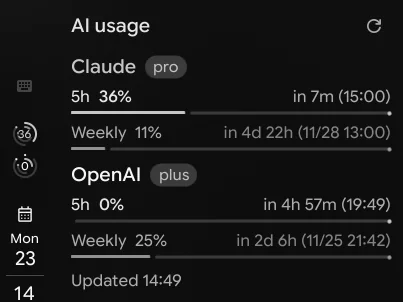 AI usage
Claude pro
5h 36% in 7m (15:00)
Weekly 11% in 4d 22h (11/28 13:00)
OpenAI plus
5h 0% in 4h 57m (19:49)
Weekly 25% in 2d 6h (11/25 21:42)
Updated 14:49
36
0
Mon
23
14